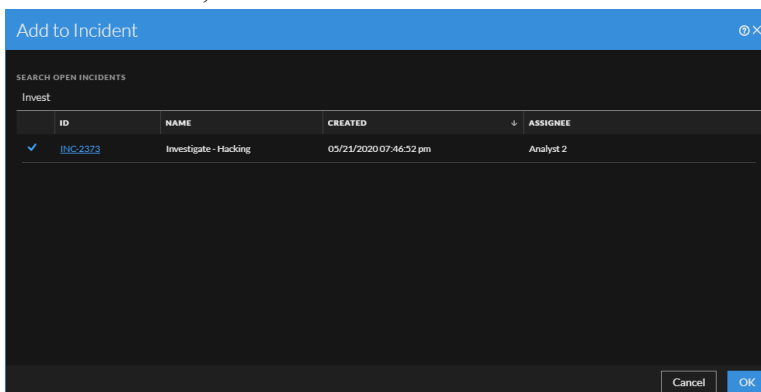 Add to Incident
SEARCH OPEN INCIDENTS
Invest
ID NAME CREATED ASSIGNEE
INC-2373 Investigate - Hacking 05/21/2020 07:46:52 pm Analyst 2
Cancel OK